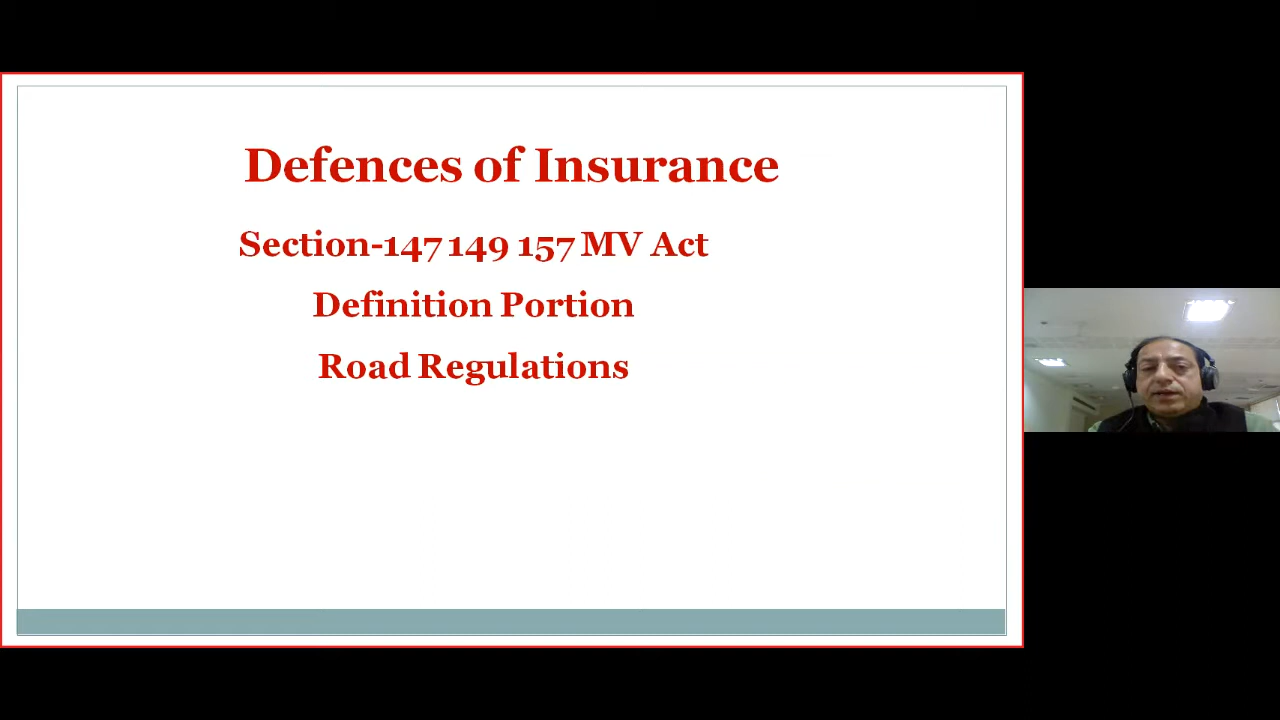 Defences of Insurance
Section-147 149 157 MV Act
Definition Portion
Road Regulations